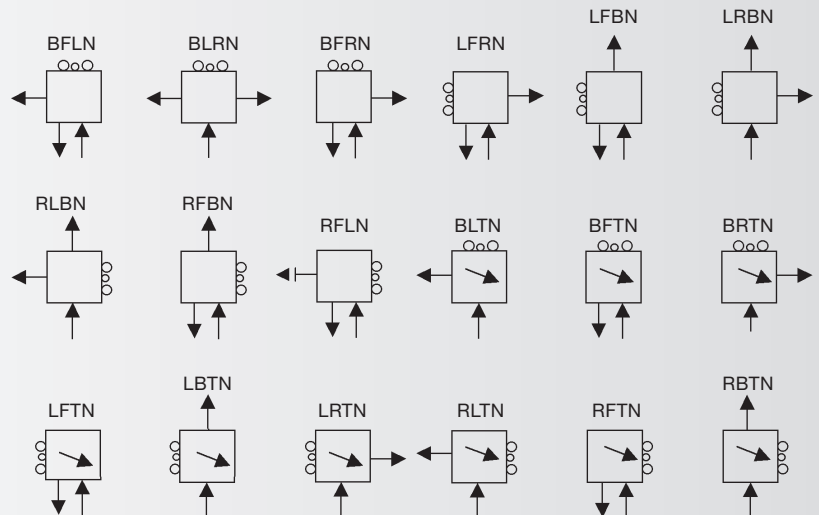 BFLN
BLRN
BFRN
LFRN
LFBN
LRBN
RLBN
RFBN
RFLN
BLTN
BFTN
BRTN
LFTN
LBTN
LRTN
RLTN
RFTN
RBTN